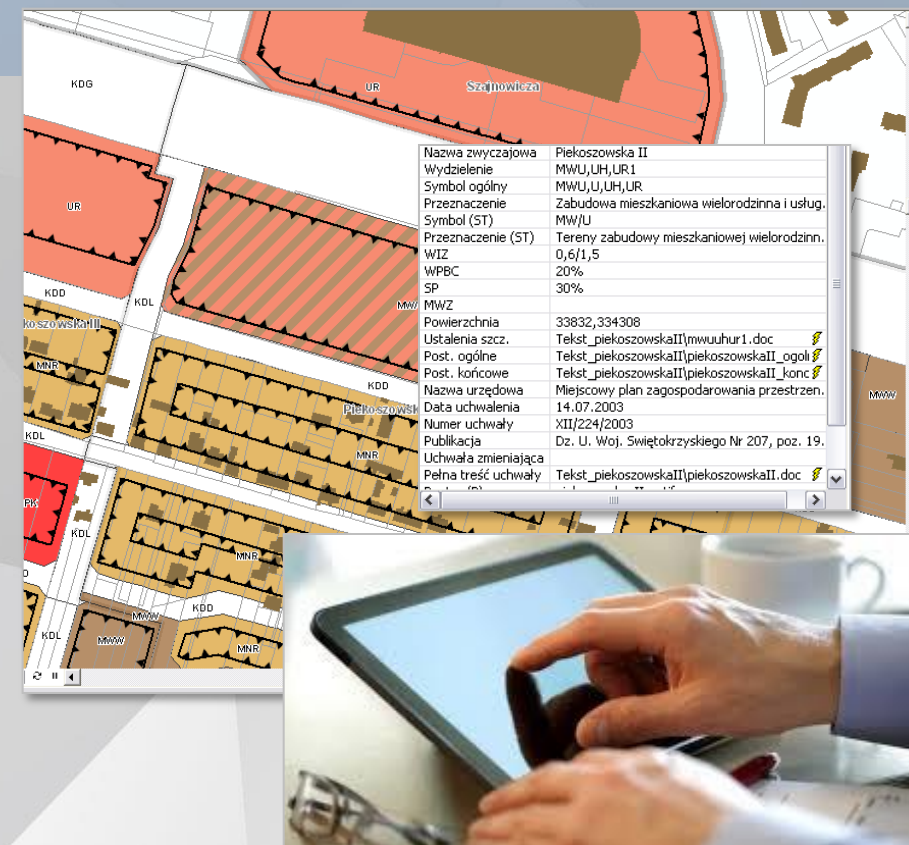 KDG
UR
Szajnowicza
UR
KDD
KDL
MNR
KDD
MNR
MWW
KDL
KDL
MNR
MWW
KDD
KDL
MWW
MNR
Nazwa zwyczajowa Piekoszowska II
Wydzielenie MWU,UH,UR1
Symbol ogólny MWU,U,UH,UR
Przeznaczenie Zabudowa mieszkaniowa wielorodzinna i usług.
Symbol (ST) MW/U
Przeznaczenie (ST) Tereny zabudowy mieszkaniowej wielorodzinn.
WIZ 0,6/1,5
WPBC 20%
SP 30%
MWZ
Powierzchnia 33832,334308
Ustalenia szcz. Tekst_piekoszowskaII\mwuuhur1.doc
Post. ogólne Tekst_piekoszowskaII\piekoszowskaII_ogoln
Post. końcowe Tekst_piekoszowskaII\piekoszowskaII_konc
Nazwa urzędowa Miejscowy plan zagospodarowania przestrzen.
Data uchwalenia 14.07.2003
Numer uchwały XII/224/2003
Publikacja Dz. U. Woj. Swiętokrzyskiego Nr 207, poz. 19.
Uchwała zmieniająca
Pełna treść uchwały Tekst_piekoszowskaII\piekoszowskaII.doc